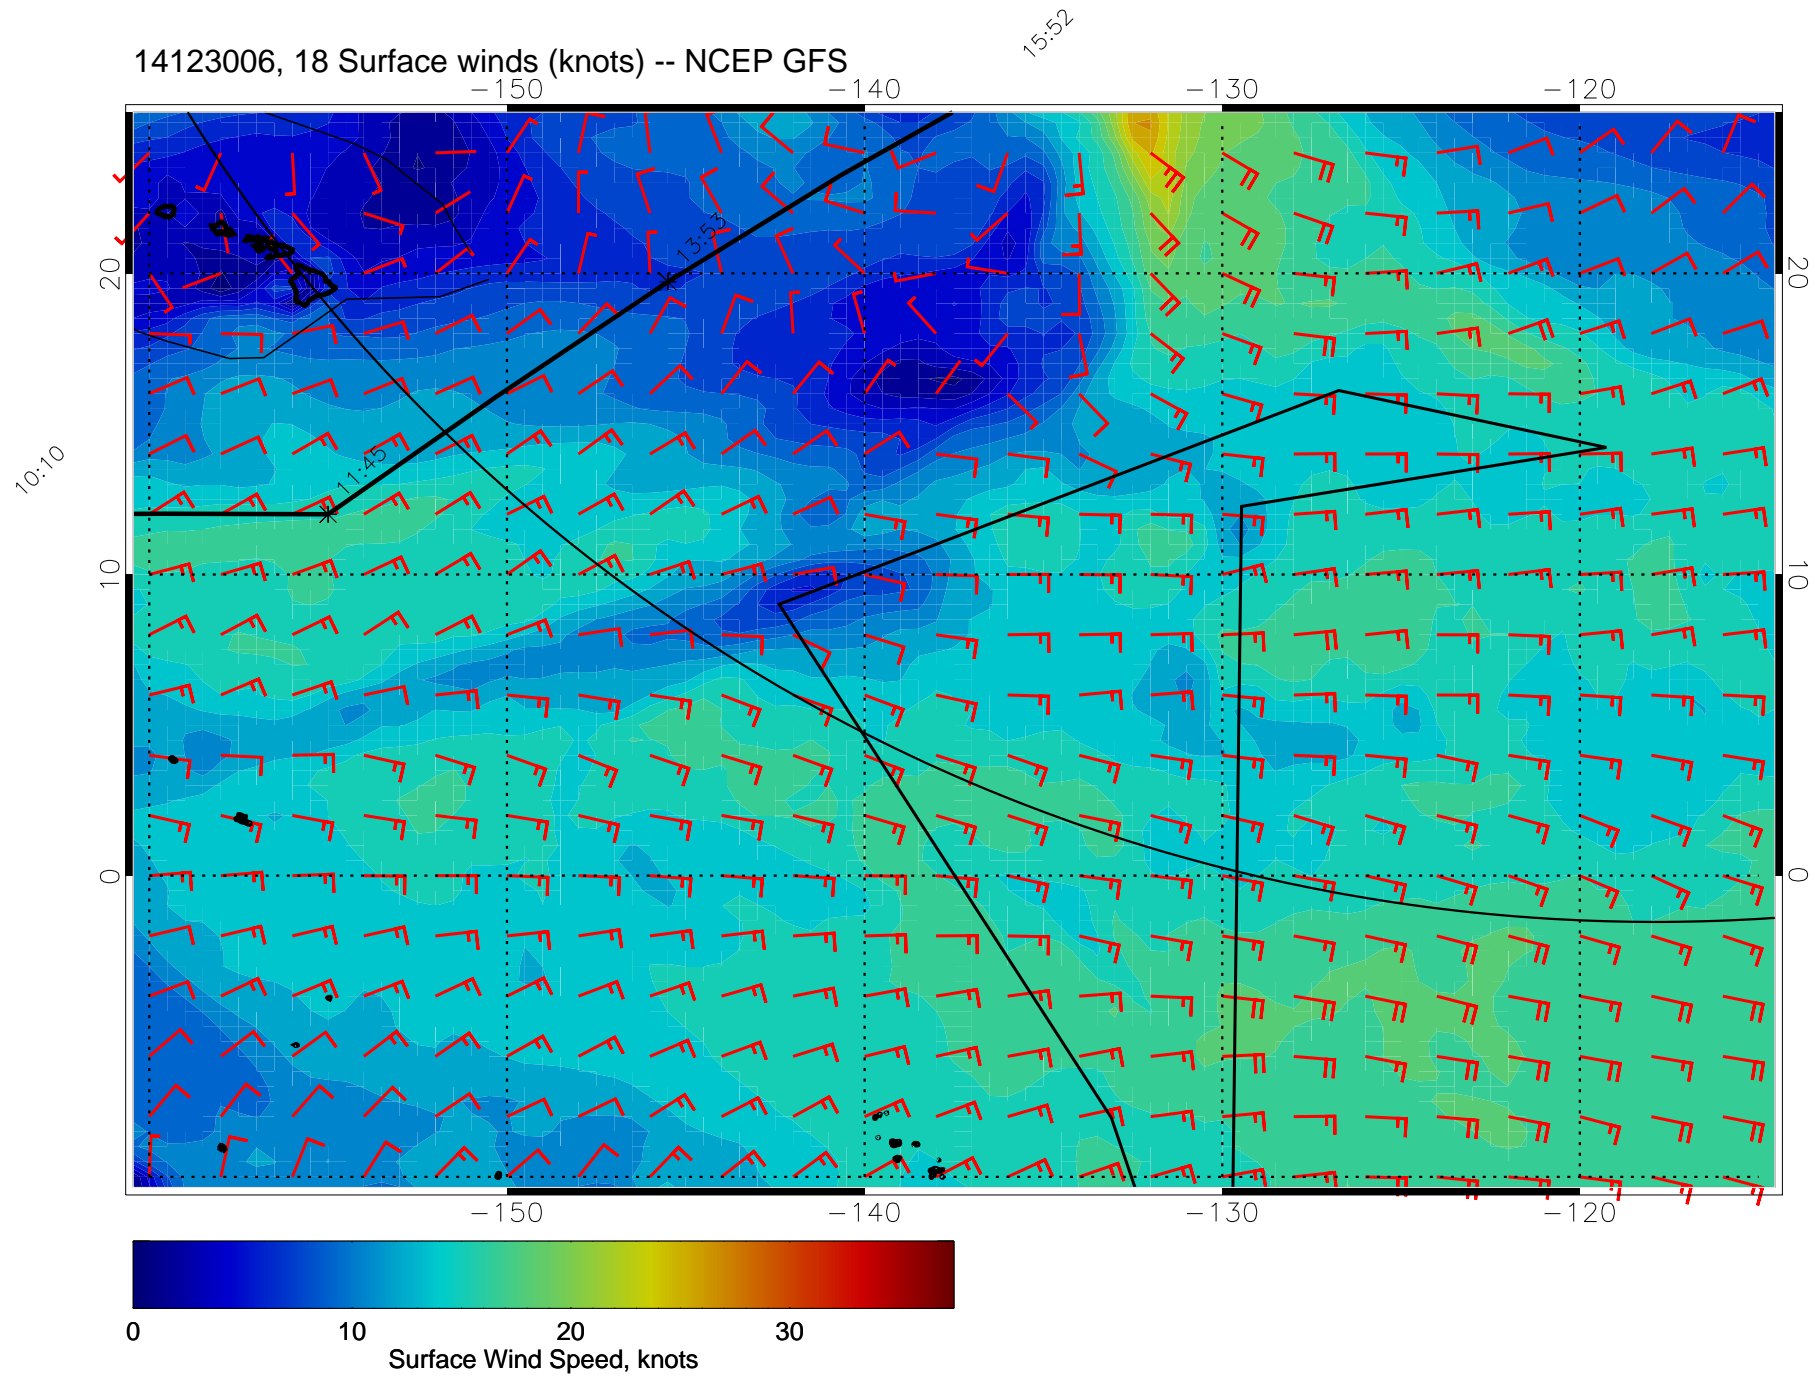 15:52
14123006, 18 Surface winds (knots) -- NCEP GFS
-150 -140 -130 -120
13:53
20 20
11:45
10:10
10 10
0 0
-150 -140 -130 -120
0 10 20 30
Surface Wind Speed, knots